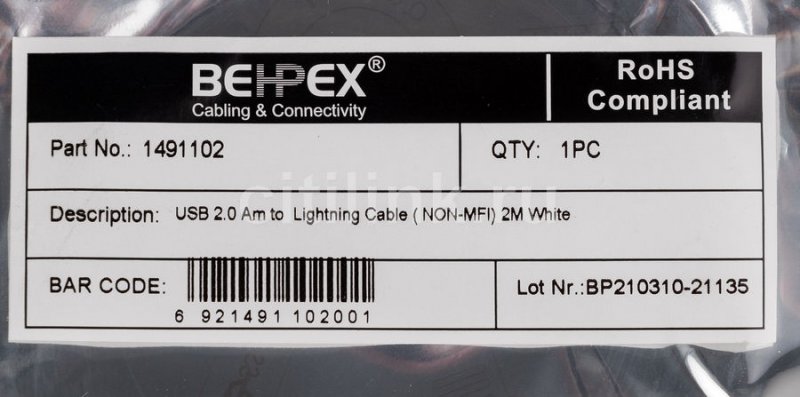 BEHPEX®
Cabling & Connectivity
RoHS
Compliant
Part No.: 1491102
QTY: 1PC
citilink.ru
Description: USB 2.0 Am to Lightning Cable ( NON-MFI) 2M White
BAR CODE:
6 921491 102001
Lot Nr.:BP210310-21135